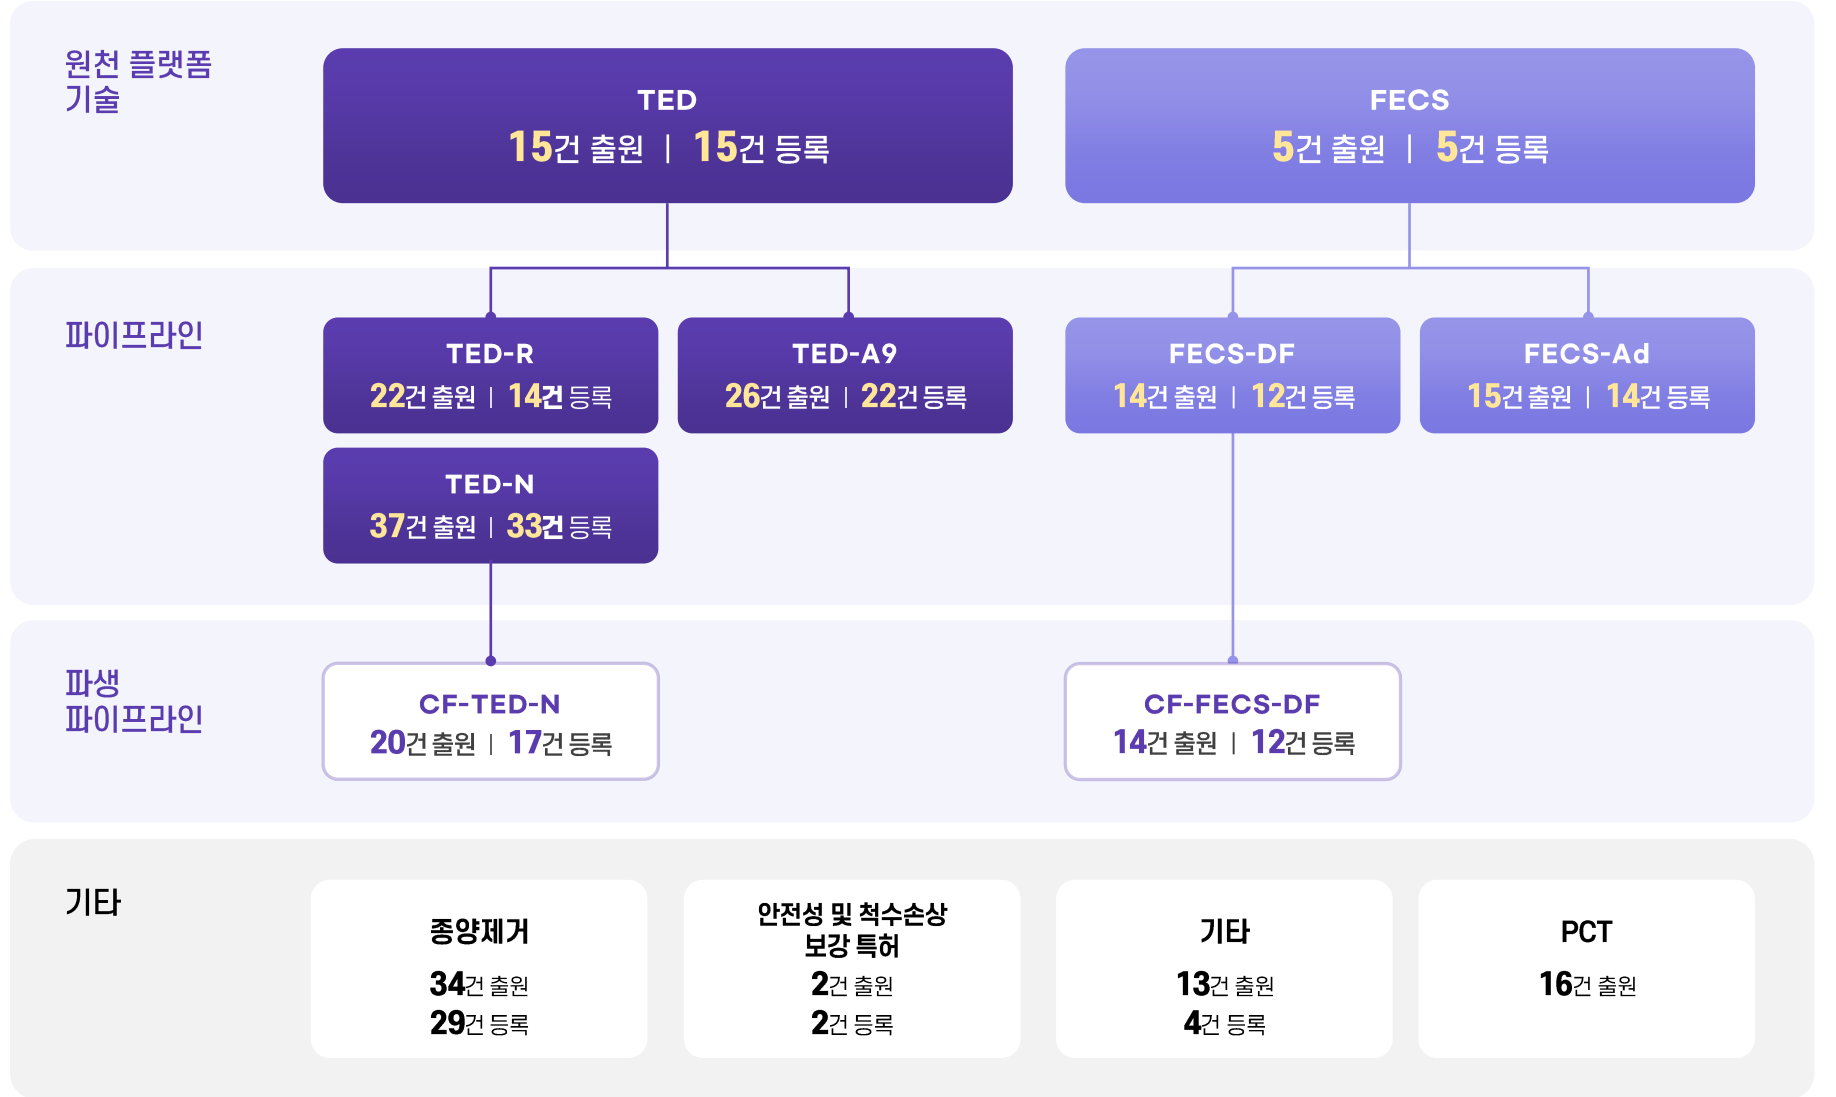 원천 플랫폼
기술
TED
15건 출원 | 15건 등록
FECS
5건 출원 | 5건 등록
파이프라인
TED-R
22건 출원 | 14건 등록
TED-A9
26건 출원 | 22건 등록
FECS-DF
14건 출원 | 12건 등록
FECS-Ad
15건 출원 | 14건 등록
TED-N
37건 출원 | 33건 등록
파생
파이프라인
CF-TED-N
20건 출원 | 17건 등록
CF-FECS-DF
14건 출원 | 12건 등록
기타
종양제거
34건 출원
29건 등록
안전성 및 척수손상
보강 특허
2건 출원
2건 등록
기타
13건 출원
4건 등록
PCT
16건 출원